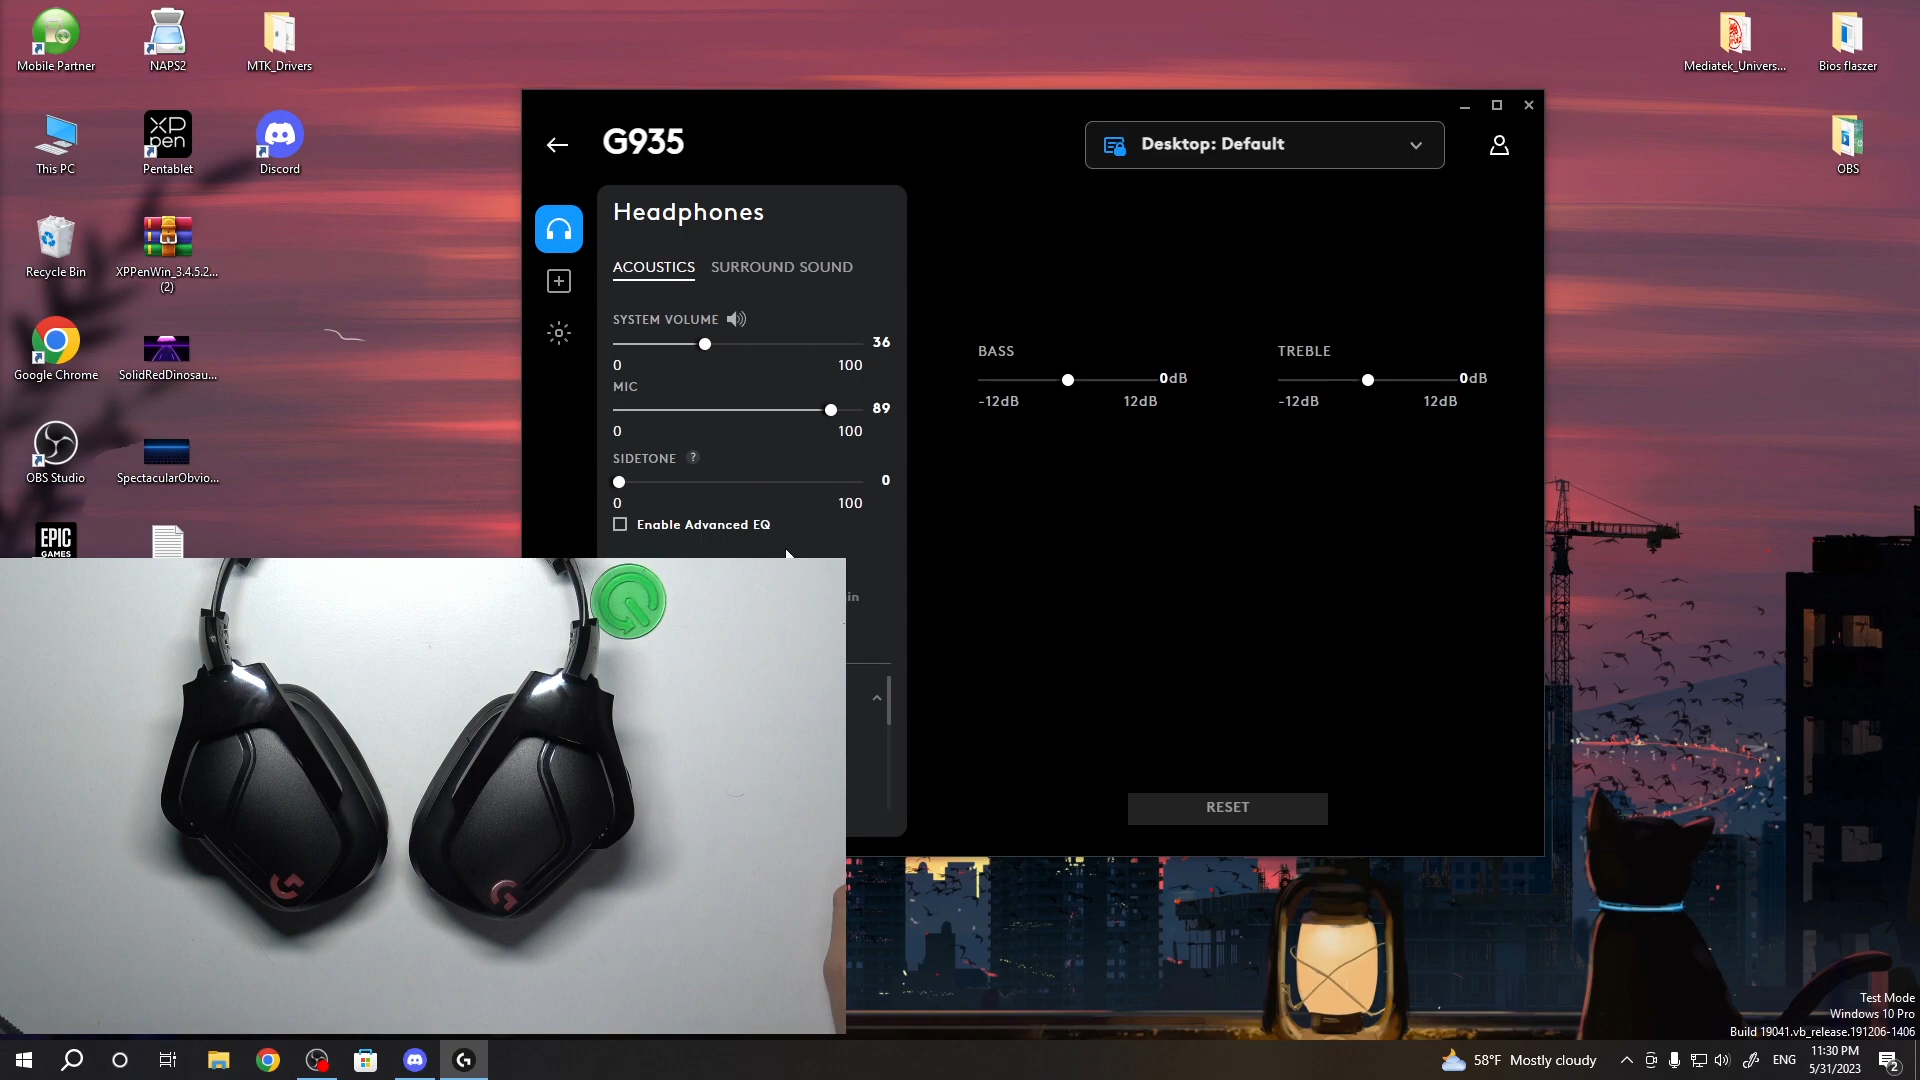 Mobile Partner
NAPS2
MTK_Drivers
Mediatek_Univers...
Bios flaszer
This PC
XP
pen
Pentablet
Discord
OBS
Recycle Bin
XPPenWin_3.4.5.2...
(2)
Google Chrome
SolidRedDinosau...
OBS Studio
SpectacularObvio...
EPIC
GAMES
G935
Desktop: Default
Headphones
ACOUSTICS
SURROUND SOUND
SYSTEM VOLUME
36
0
100
MIC
89
0
100
SIDETONE ?
0
0
100
Enable Advanced EQ
in
BASS
0dB
-12dB
12dB
TREBLE
0dB
-12dB
12dB
RESET
Test Mode
Windows 10 Pro
Build 19041.vb_release.191206-1406
58°F Mostly cloudy
ENG
11:30 PM
5/31/2023
2